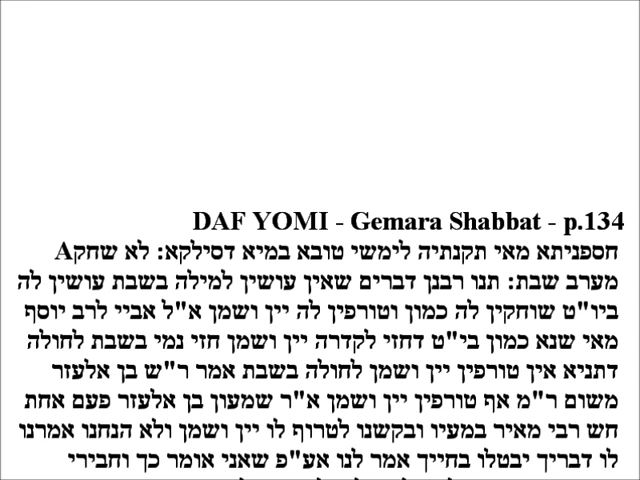 DAF YOMI - Gemara Shabbat - p.134
חספניתא מאי תקנתיה לימשי טובא במיא דסילקא: לא שחקA
מערב שבת: תנו רבנן דברים שאין עושין למילה בשבת עושין לה
ביו"ט שוחקין לה כמון וטורפין לה יין ושמן א"ל אביי לרב יוסף
מאי שנא כמון בי"ט דחזי לקדרה יין ושמן חזי נמי בשבת לחולה
דתניא אין טורפין יין ושמן לחולה בשבת אמר ר"ש בן אלעזר
משום ר"מ אף טורפין יין ושמן א"ר שמעון בן אלעזר פעם אחת
חש רבי מאיר במעיו ובקשנו לטרוף לו יין ושמן ולא הנחנו אמרנו
לו דבריך יבטלו בחייך אמר לנו אע"פ שאני אומר כך וחבירי